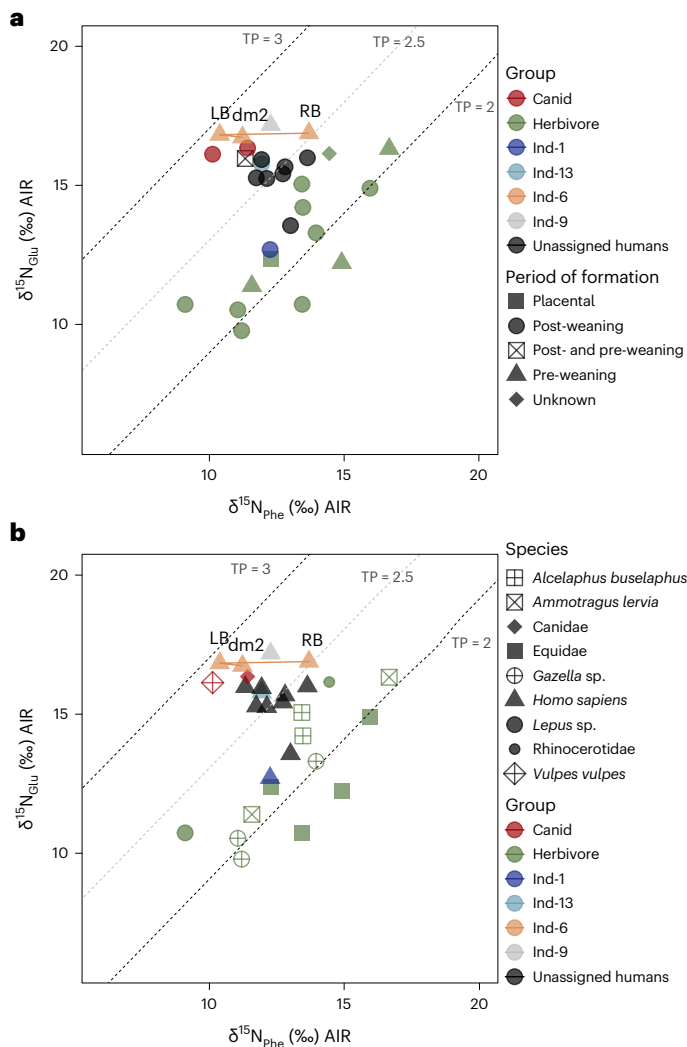 a
20
15
10
10
15
20
TP = 3
TP = 2.5
TP = 2
LB
dm2
RB
δ15NGlu (‰) AIR
δ15NPhe (‰) AIR
Group
Canid
Herbivore
Ind-1
Ind-13
Ind-6
Ind-9
Unassigned humans
Period of formation
Placental
Post-weaning
Post- and pre-weaning
Pre-weaning
Unknown
b
20
15
10
10
15
20
TP = 3
TP = 2.5
TP = 2
LB
dm2
RB
δ15NGlu (‰) AIR
δ15NPhe (‰) AIR
Species
Alcelaphus buselaphus
Ammotragus lervia
Canidae
Equidae
Gazella sp.
Homo sapiens
Lepus sp.
Rhinocerotidae
Vulpes vulpes
Group
Canid
Herbivore
Ind-1
Ind-13
Ind-6
Ind-9
Unassigned humans